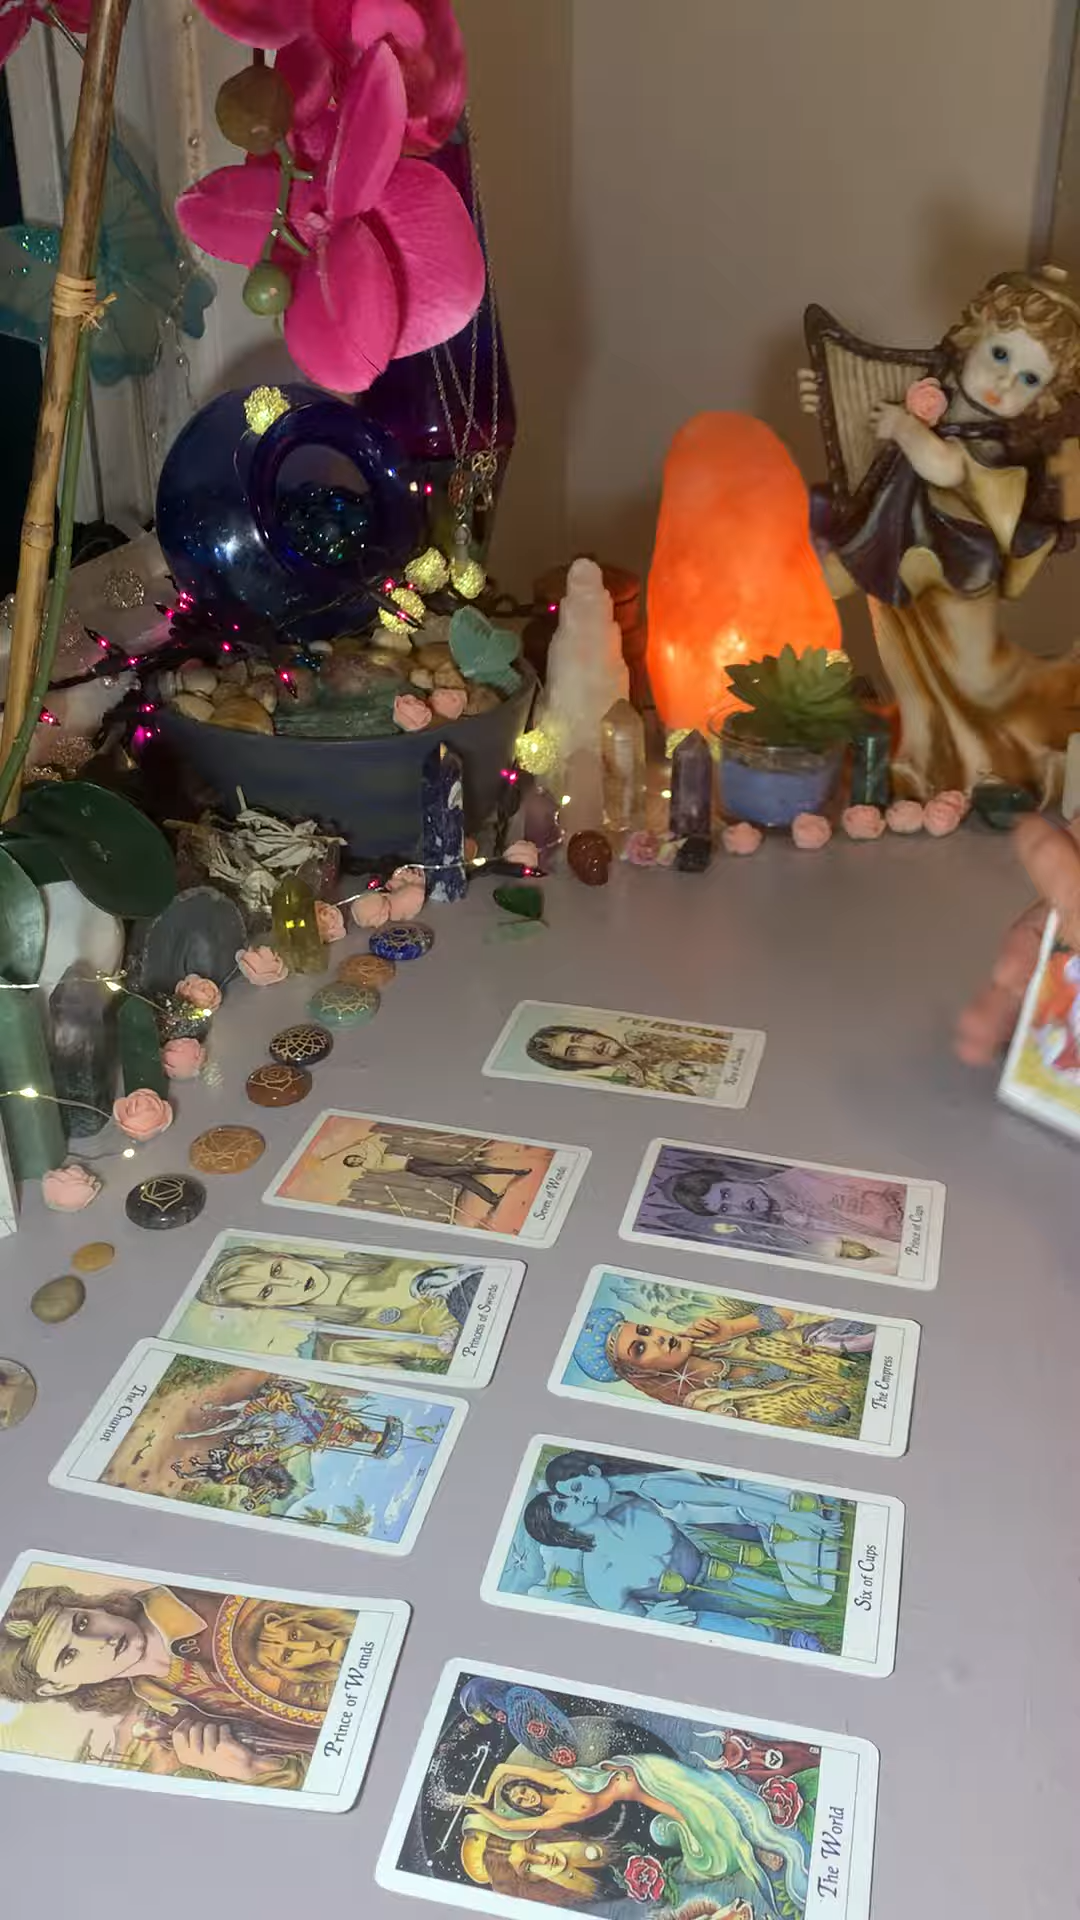 Seven of Wands
Prince of Cups
Princess of Swords
The Empress
The Chariot
Six of Cups
Prince of Wands
The World